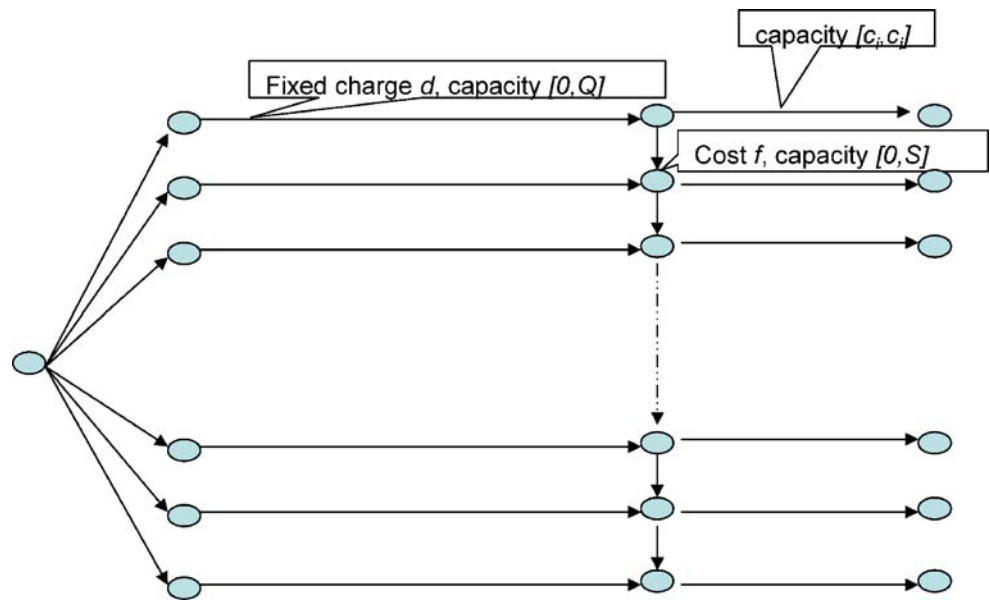 capacity [c_i,c_i]
Fixed charge d, capacity [0,Q]
Cost f, capacity [0,S]